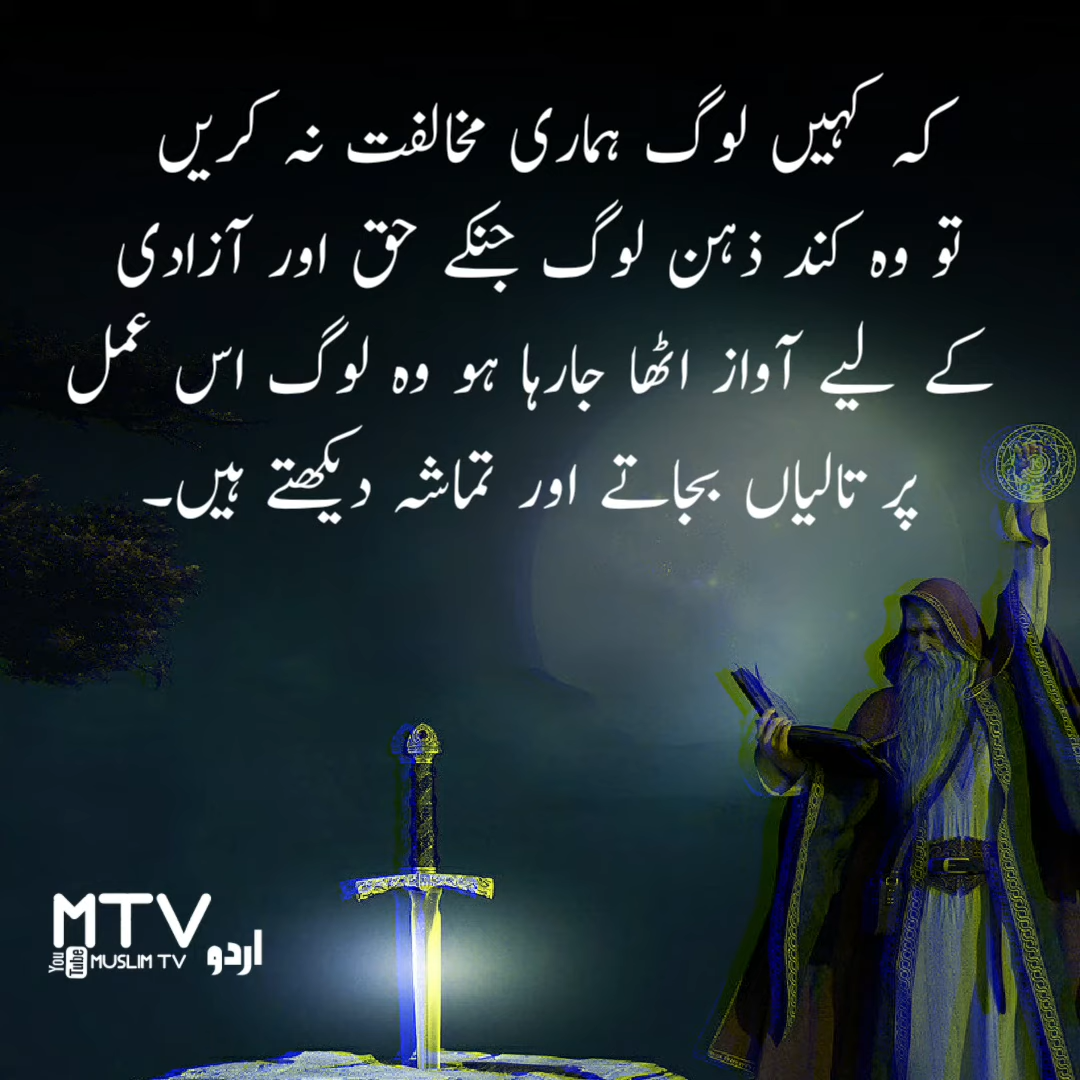 کہ کہیں لوگ ہماری مخالفت نہ کریں
تو وہ کند ذہن لوگ جنکے حق اور آزادی
کے لیے آواز اٹھا جارہا ہو وہ لوگ اس عمل
پر تالیاں بجاتے اور تماشہ دیکھتے ہیں۔
MTV
YouTube MUSLIM TV اردو